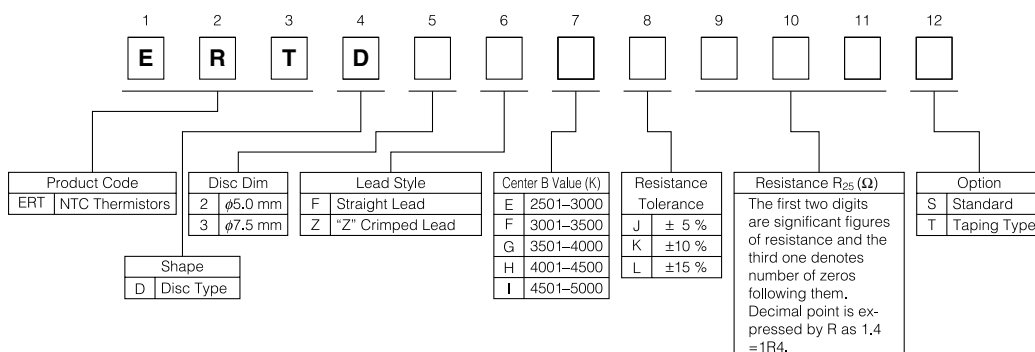 1 2 3 4 5 6 7 8 9 10 11 12
E R T D
Product Code
ERT NTC Thermistors
Shape
D Disc Type
Disc Dim
2 ϕ5.0 mm
3 ϕ7.5 mm
Lead Style
F Straight Lead
Z “Z” Crimped Lead
Center B Value (K)
E 2501–3000
F 3001–3500
G 3501–4000
H 4001–4500
I 4501–5000
Resistance
Tolerance
J ± 5 %
K ±10 %
L ±15 %
Resistance R25 (Ω)
The first two digits
are significant figures
of resistance and the
third one denotes
number of zeros
following them.
Decimal point is ex-
pressed by R as 1.4
=1R4.
Option
S Standard
T Taping Type